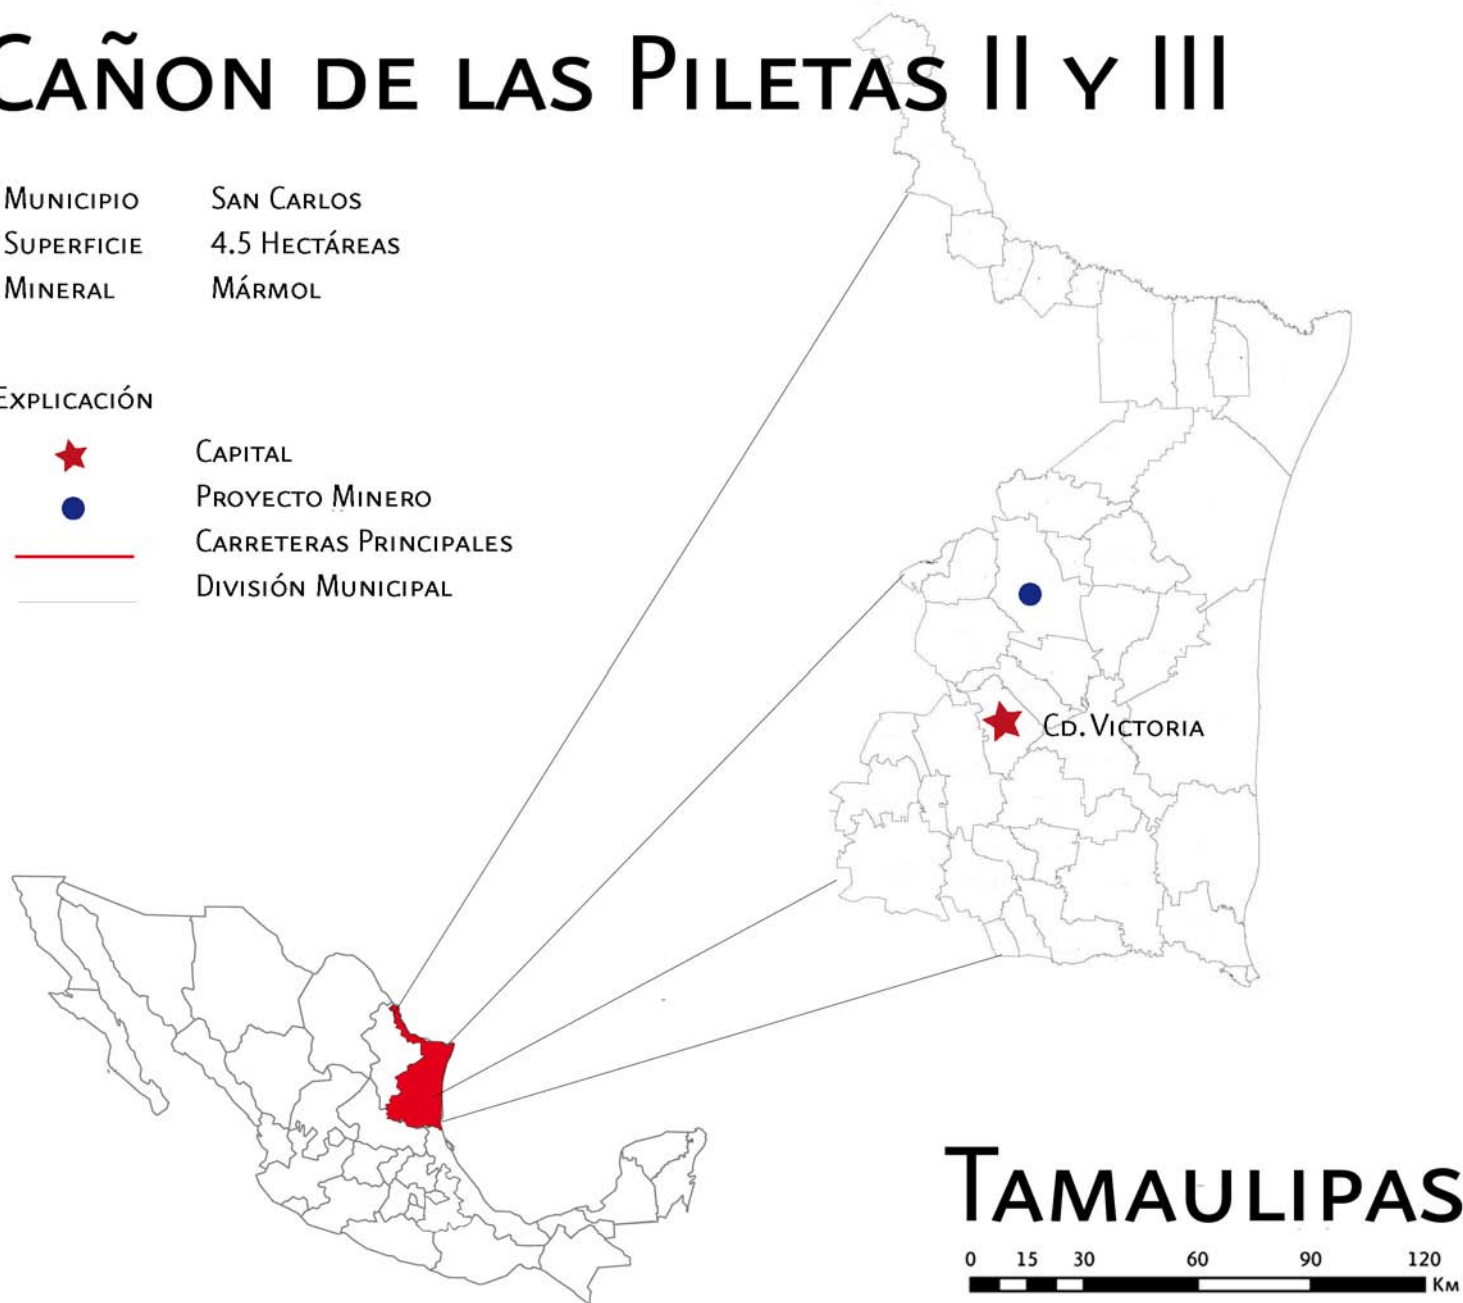 CAÑON DE LAS PILETAS II Y III
MUNICIPIO SAN CARLOS
SUPERFICIE 4.5 HECTÁREAS
MINERAL MÁRMOL
EXPLICACIÓN
CAPITAL
PROYECTO MINERO
CARRETERAS PRINCIPALES
DIVISIÓN MUNICIPAL
CD. VICTORIA
TAMAULIPAS
0 15 30 60 90 120
KM